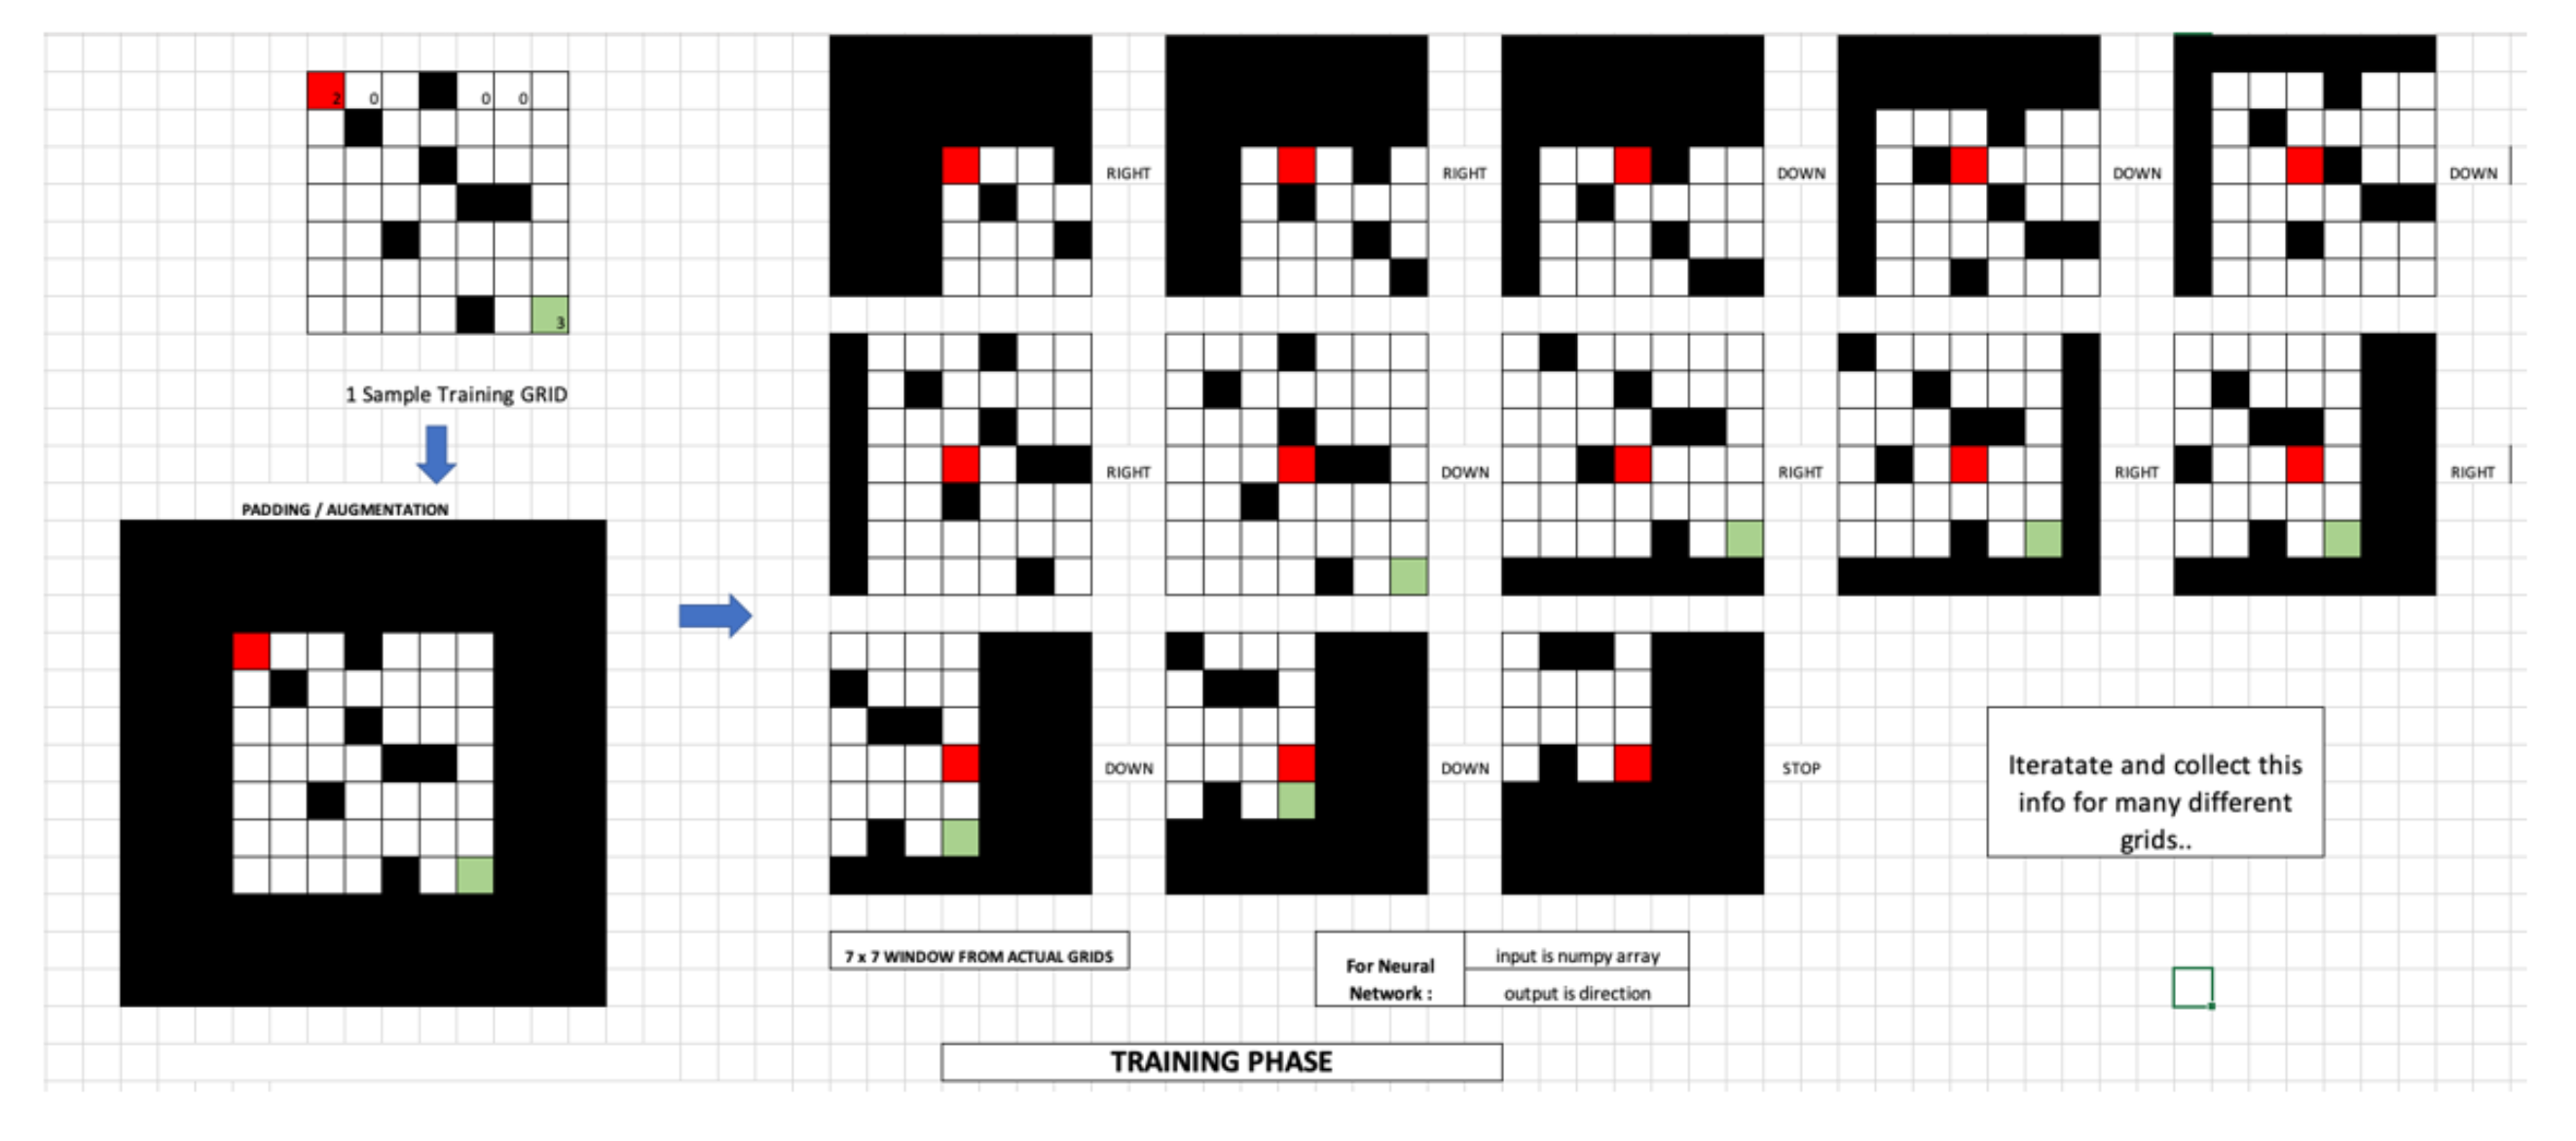 2 0 0 0
3
1 Sample Training GRID
PADDING / AUGMENTATION
RIGHT RIGHT DOWN DOWN DOWN
RIGHT DOWN RIGHT RIGHT RIGHT
DOWN DOWN STOP
Iteratate and collect this
info for many different
grids..
7 x 7 WINDOW FROM ACTUAL GRIDS
For Neural
Network :
input is numpy array
output is direction
TRAINING PHASE